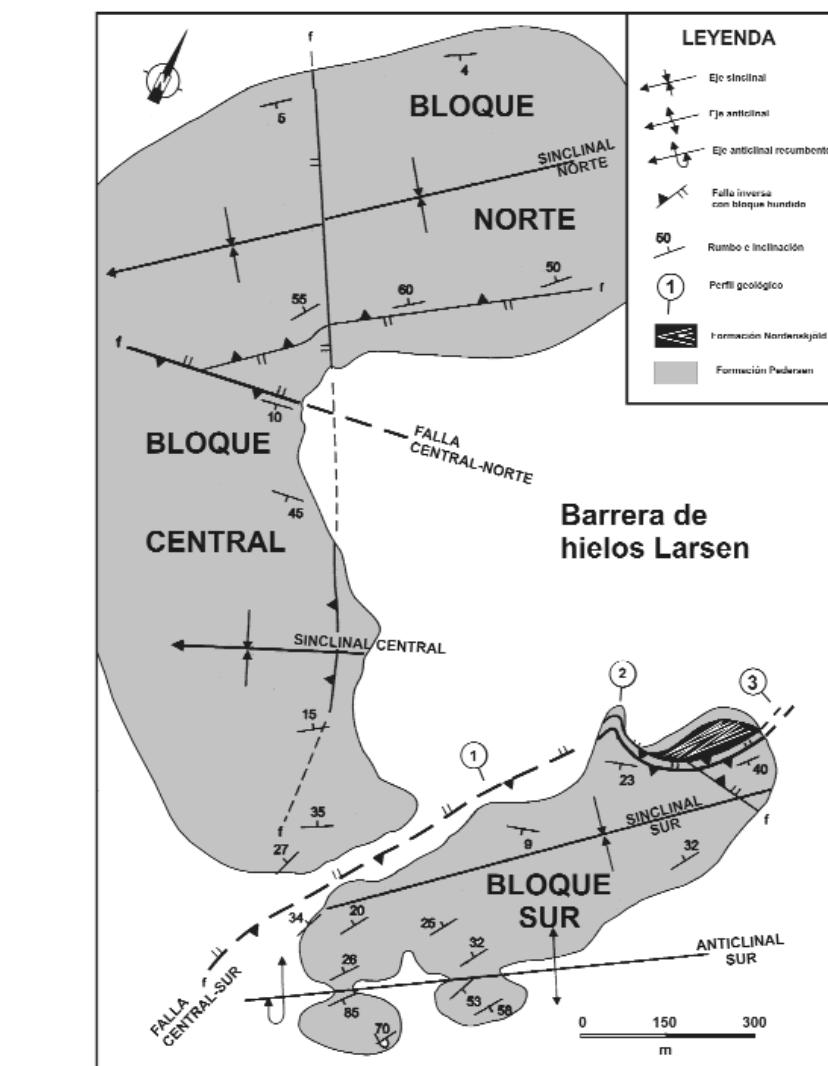 LEYENDA
Eje sinclinal
Eje anticlinal
Eje anticlinal recumbente
Falla inversa
con bloque hundido
50
Rumbo e inclinación
1
Perfil geológico
Formación Nordenskjöld
Formación Pedersen
N
f
4
5
BLOQUE
SINCLINAL
NORTE
NORTE
50
60
55
f
f
10
FALLA
CENTRAL-NORTE
BLOQUE
45
CENTRAL
Barrera de
hielos Larsen
SINCLINAL CENTRAL
15
35
f
27
1
2
3
23
40
SINCLINAL
SUR
f
9
32
BLOQUE
SUR
34
20
25
32
26
ANTICLINAL
SUR
f
FALLA
CENTRAL-SUR
85
53
58
70
0 150 300
m